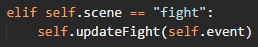 elif self.scene == "fight":
    self.updateFight(self.event)